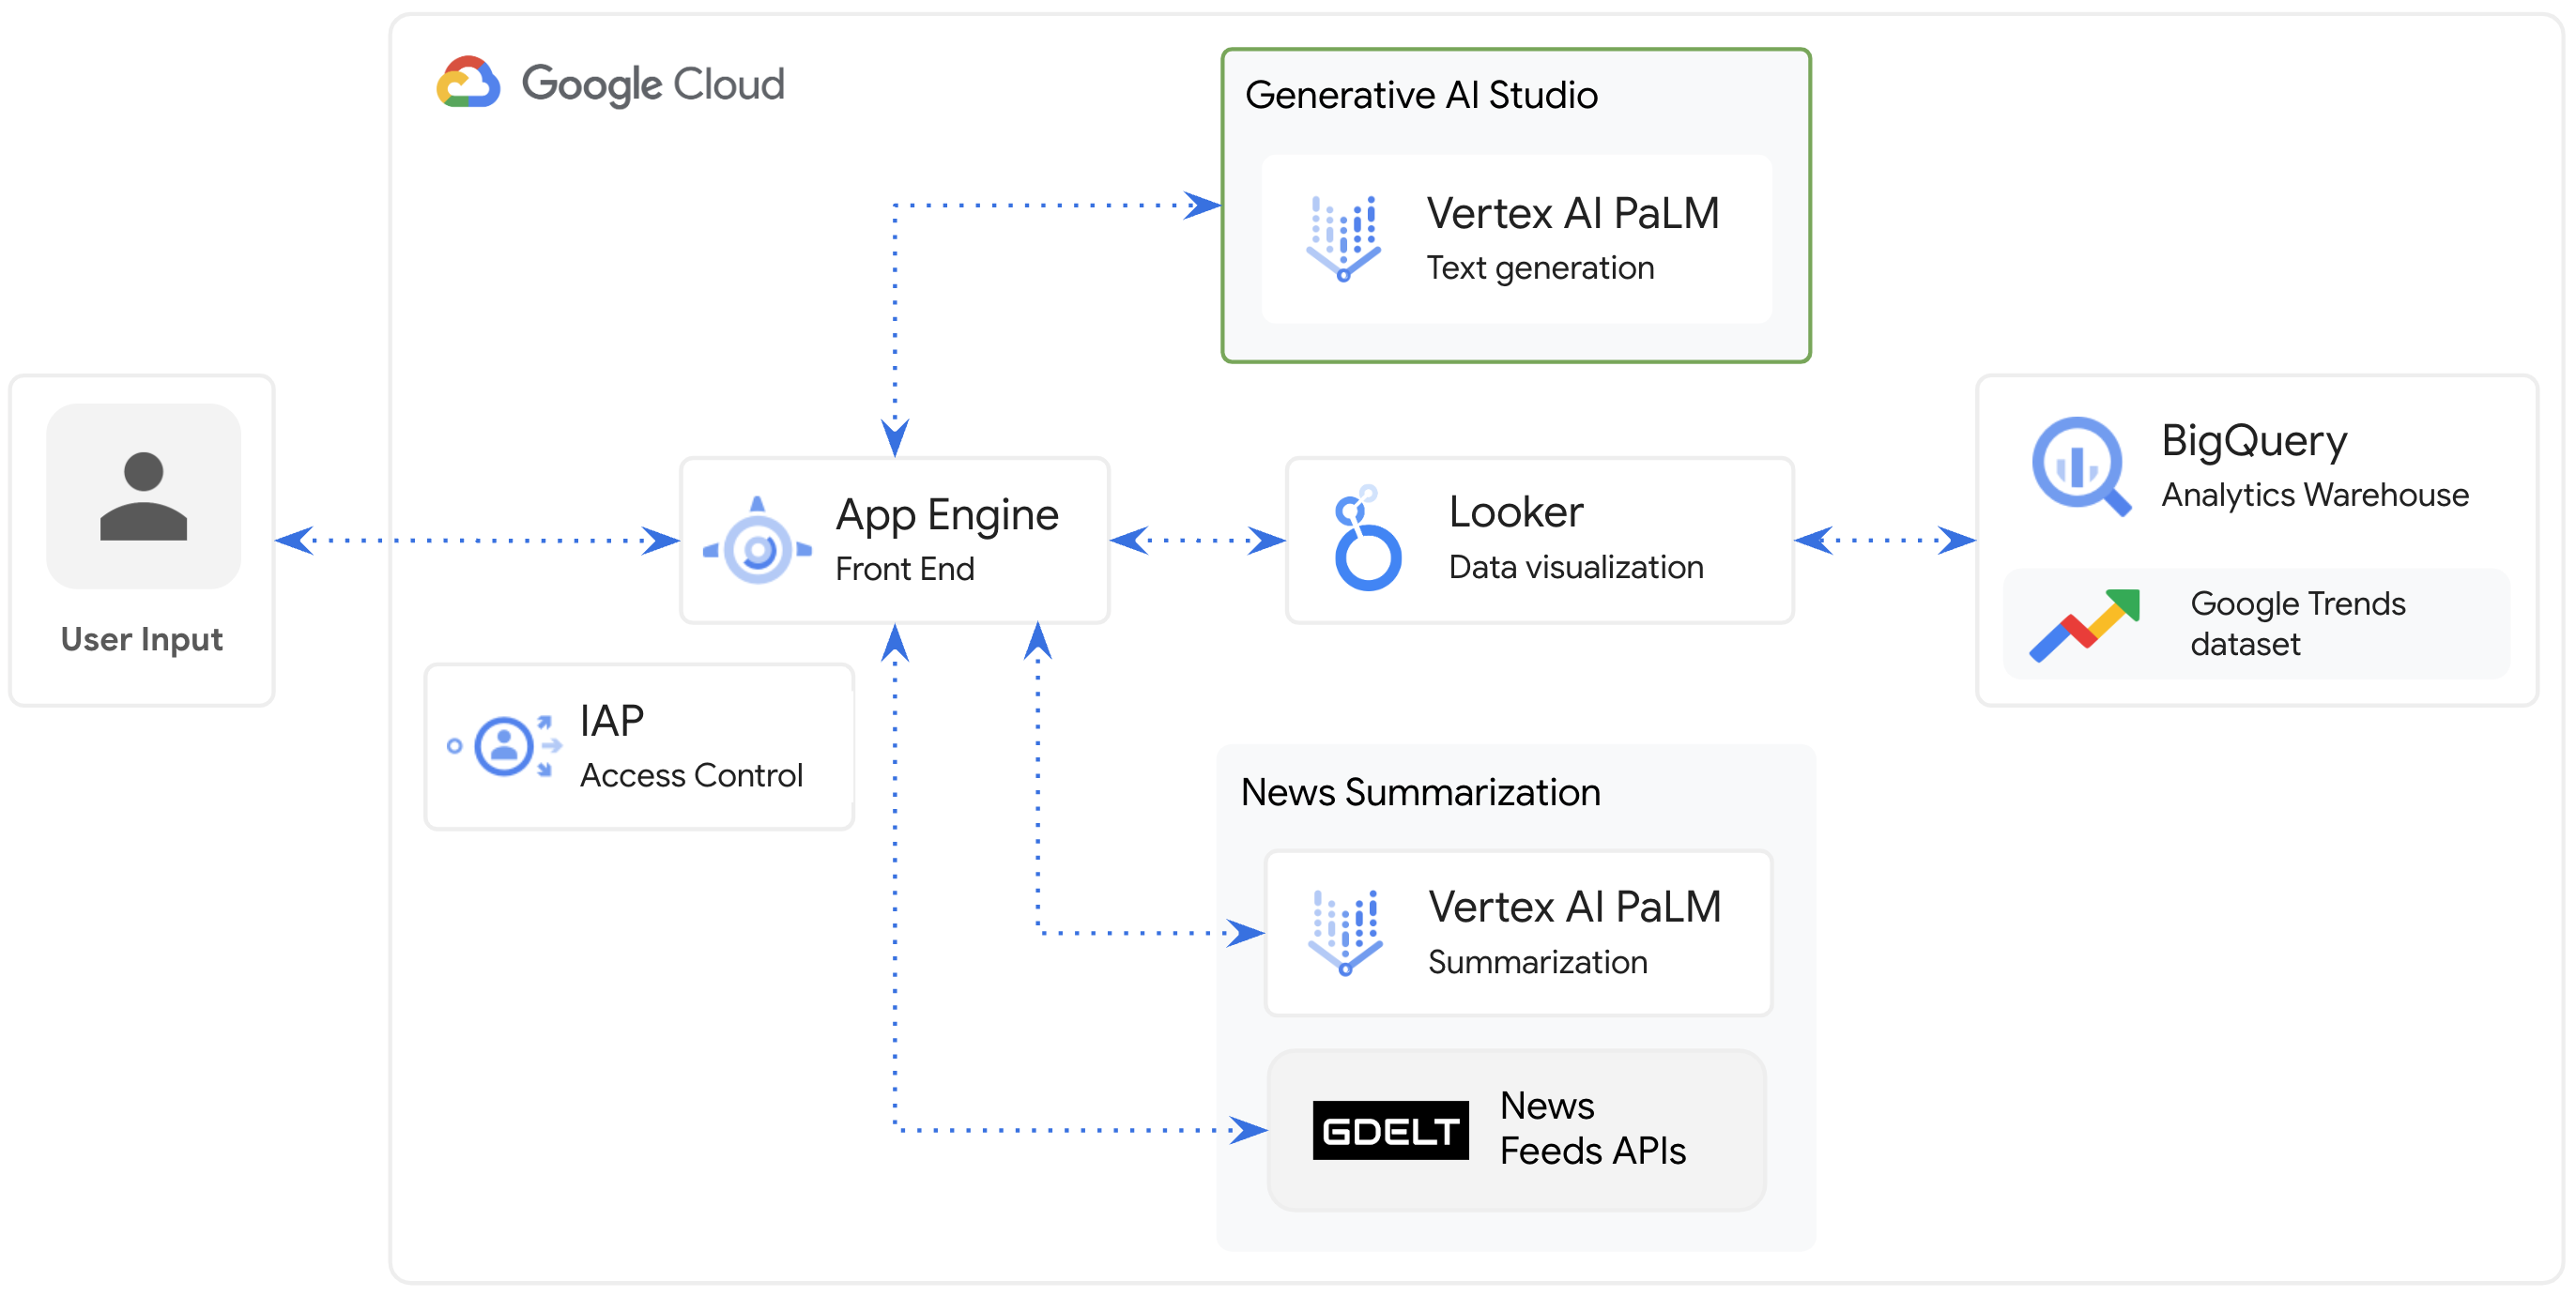 Google Cloud
Generative AI Studio
Vertex AI PaLM
Text generation
User Input
App Engine
Front End
Looker
Data visualization
BigQuery
Analytics Warehouse
Google Trends
dataset
IAP
Access Control
News Summarization
Vertex AI PaLM
Summarization
GDELT
News
Feeds APIs